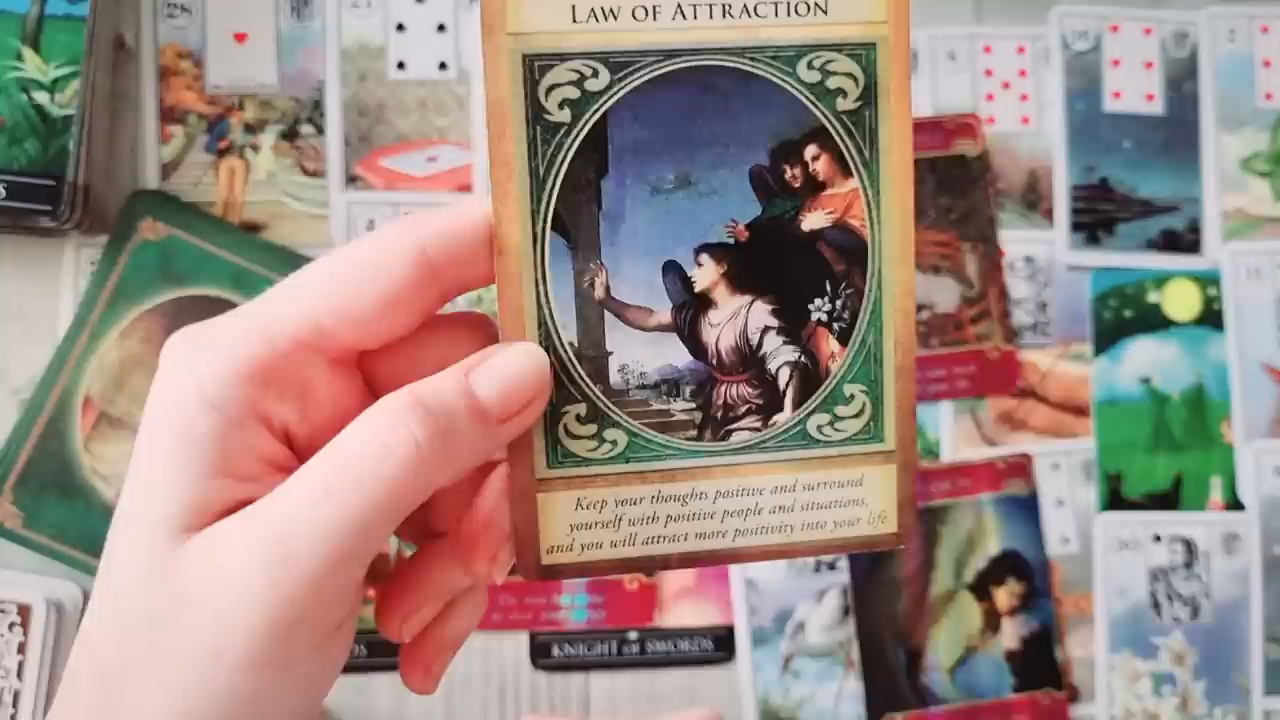 LAW OF ATTRACTION
28
Keep your thoughts positive and surround
yourself with positive people and situations,
and you will attract more positivity into your life.
KNIGHT OF SWORDS